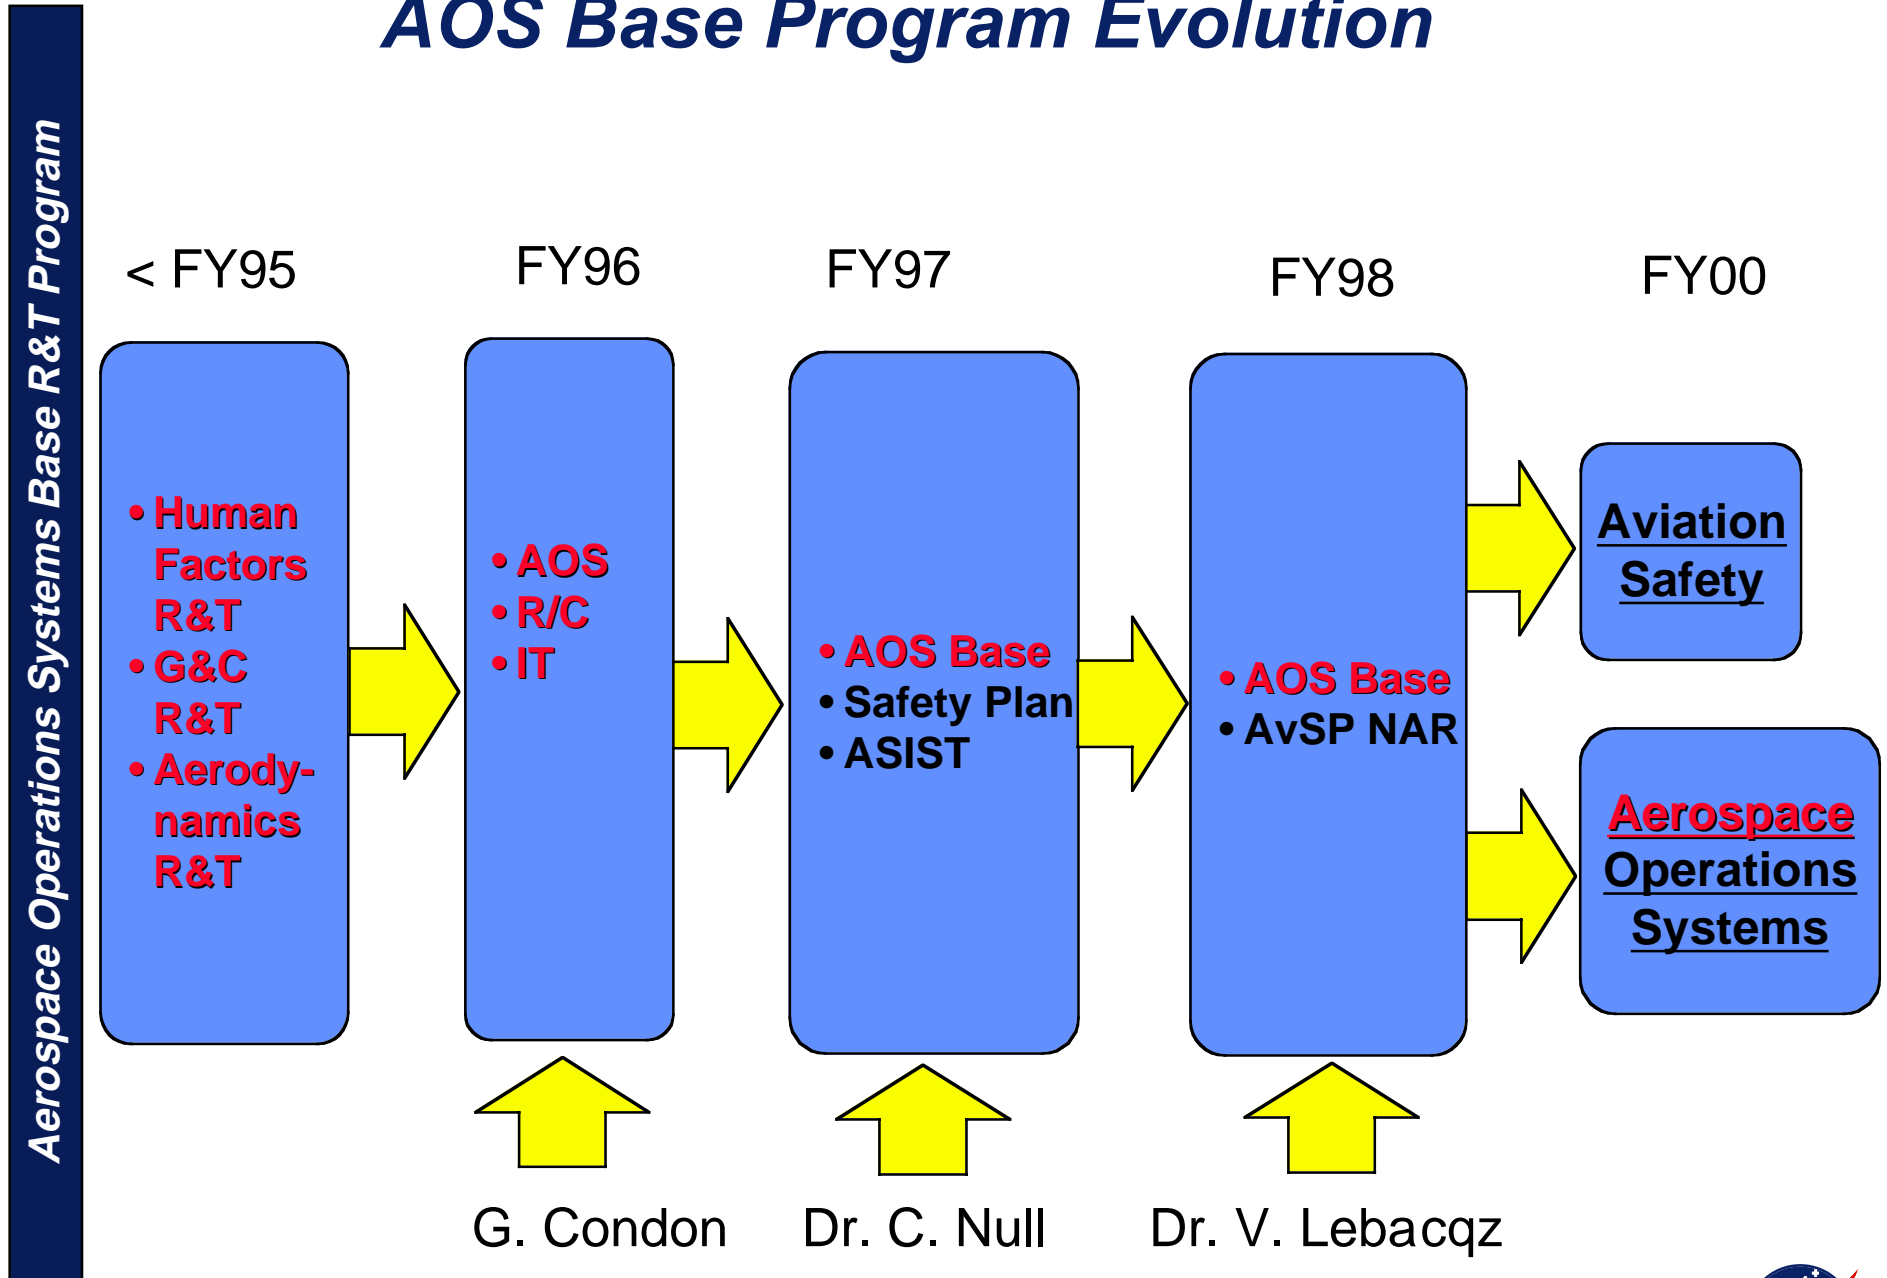 AOS Base Program Evolution
Aerospace Operations Systems Base R&T Program
< FY95
FY96
FY97
FY98
FY00
• Human
Factors
R&T
• G&C
R&T
• Aerody-
namics
R&T
• AOS
• R/C
• IT
• AOS Base
• Safety Plan
• ASIST
• AOS Base
• AvSP NAR
Aviation
Safety
Aerospace
Operations
Systems
G. Condon
Dr. C. Null
Dr. V. Lebacqz